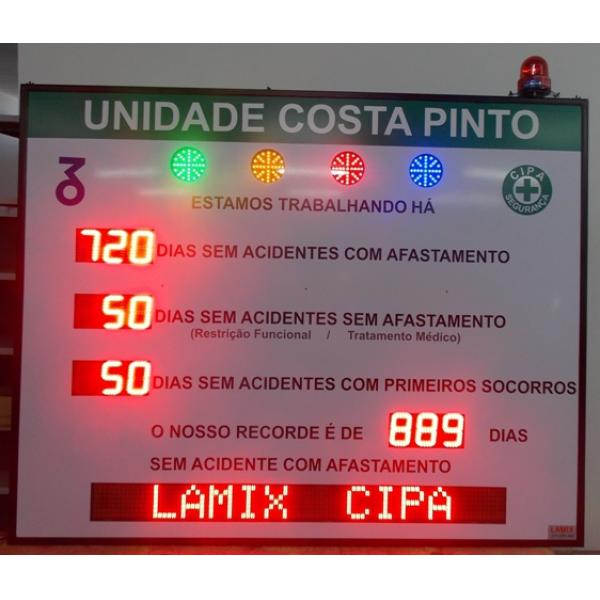 UNIDADE COSTA PINTO
CIPA
SEGURANÇA
ESTAMOS TRABALHANDO HÁ
720 DIAS SEM ACIDENTES COM AFASTAMENTO
50 DIAS SEM ACIDENTES SEM AFASTAMENTO
(Restrição Funcional / Tratamento Médico)
50 DIAS SEM ACIDENTES COM PRIMEIROS SOCORROS
O NOSSO RECORDE É DE 889 DIAS
SEM ACIDENTE COM AFASTAMENTO
LAMIX CIPA
LAMIX